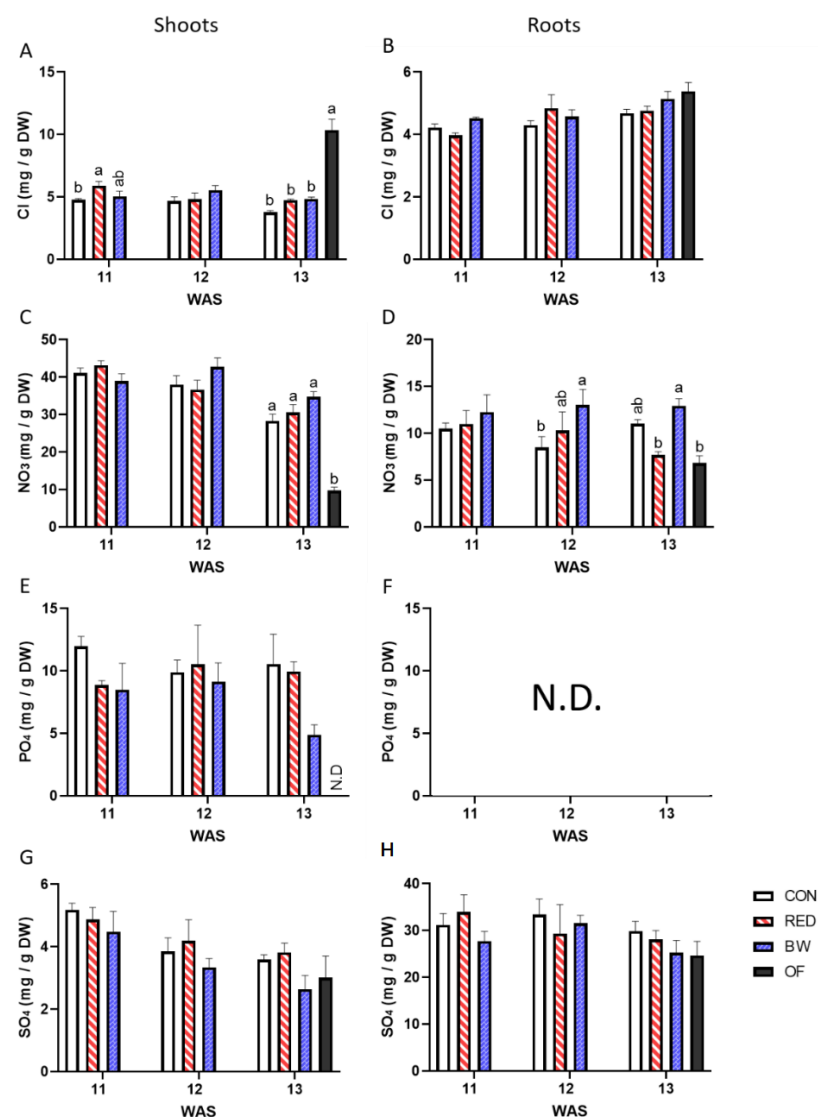 Shoots
Roots
A
15
10
5
0
Cl (mg / g DW)
b
a
ab
b
b
b
a
11
12
13
WAS
B
6
4
2
0
Cl (mg / g DW)
11
12
13
WAS
C
50
40
30
20
10
0
NO3 (mg / g DW)
a
a
a
b
11
12
13
WAS
D
20
15
10
5
0
NO3 (mg / g DW)
b
ab
a
ab
b
a
b
11
12
13
WAS
E
15
10
5
0
PO4 (mg / g DW)
N.D
11
12
13
WAS
F
15
10
5
0
PO4 (mg / g DW)
N.D.
11
12
13
WAS
G
6
4
2
0
SO4 (mg / g DW)
11
12
13
WAS
H
40
30
20
10
0
SO4 (mg / g DW)
11
12
13
WAS
CON
RED
BW
OF